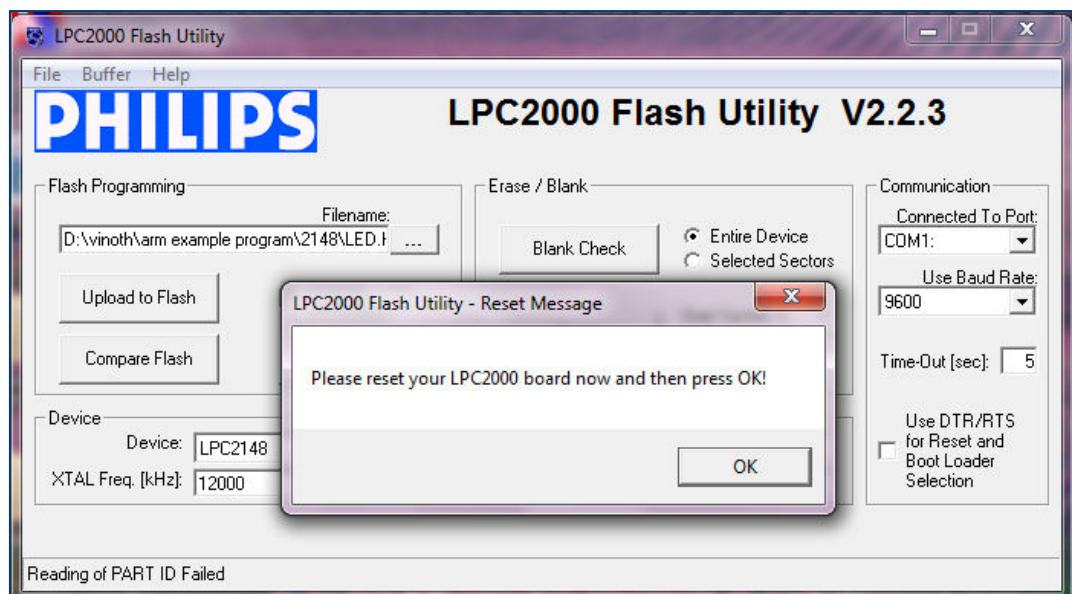 LPC2000 Flash Utility
File Buffer Help
PHILIPS
LPC2000 Flash Utility V2.2.3
Flash Programming
Filename:
D:\vinoth\arm example program\2148\LED.H
...
Upload to Flash
Compare Flash
Erase / Blank
Blank Check
Entire Device
Selected Sectors
Communication
Connected To Port:
COM1:
Use Baud Rate:
9600
Time-Out [sec]: 5
Use DTR/RTS
for Reset and
Boot Loader
Selection
Device
Device: LPC2148
XTAL Freq. [kHz]: 12000
LPC2000 Flash Utility - Reset Message
Please reset your LPC2000 board now and then press OK!
OK
Reading of PART ID Failed